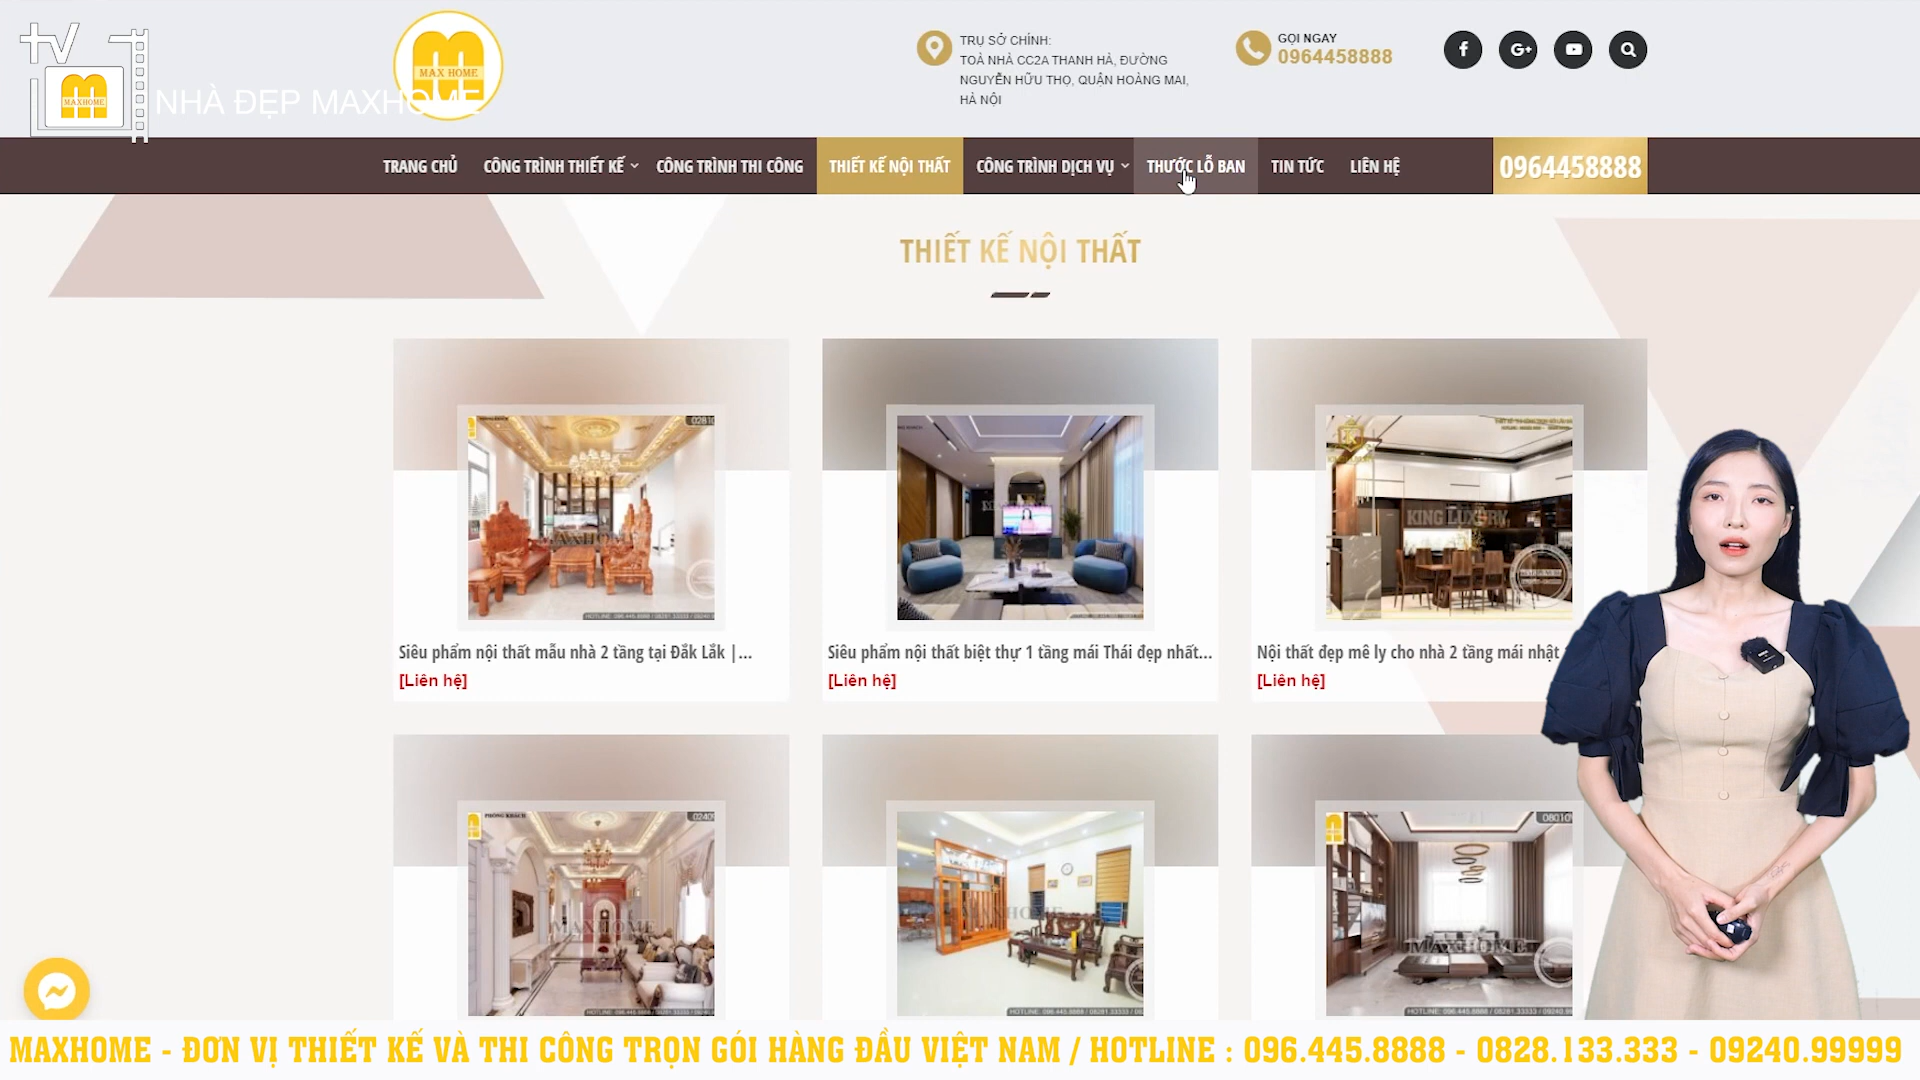 tv
MAXHOME
NHÀ ĐẸP MAXHOME
MAX HOME
TRỤ SỞ CHÍNH:
TOÀ NHÀ CC2A THANH HÀ, ĐƯỜNG
NGUYỄN HỮU THỌ, QUẬN HOÀNG MAI,
HÀ NỘI
GỌI NGAY
0964458888
TRANG CHỦ CÔNG TRÌNH THIẾT KẾ CÔNG TRÌNH THI CÔNG THIẾT KẾ NỘI THẤT CÔNG TRÌNH DỊCH VỤ THƯỚC LỖ BAN TIN TỨC LIÊN HỆ 0964458888
THIẾT KẾ NỘI THẤT
MAXHOME
KING LUXURY
Siêu phẩm nội thất mẫu nhà 2 tầng tại Đắk Lắk |...
[Liên hệ]
Siêu phẩm nội thất biệt thự 1 tầng mái Thái đẹp nhất...
[Liên hệ]
Nội thất đẹp mê ly cho nhà 2 tầng mái nhật
[Liên hệ]
PHÒNG KHÁCH
MAXHOME
MAXHOME
MAXHOME
MAXHOME - ĐƠN VỊ THIẾT KẾ VÀ THI CÔNG TRỌN GÓI HÀNG ĐẦU VIỆT NAM / HOTLINE : 096.445.8888 - 0828.133.333 - 09240.99999